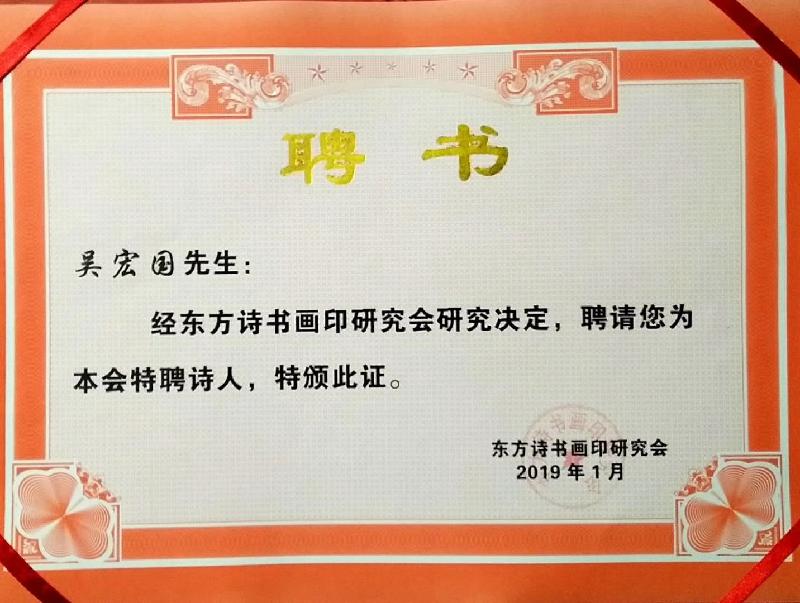 聘书
吴宏国先生：
经东方诗书画印研究会研究决定，聘请您为
本会特聘诗人，特颁此证。
东方诗书画印研究会
2019年1月